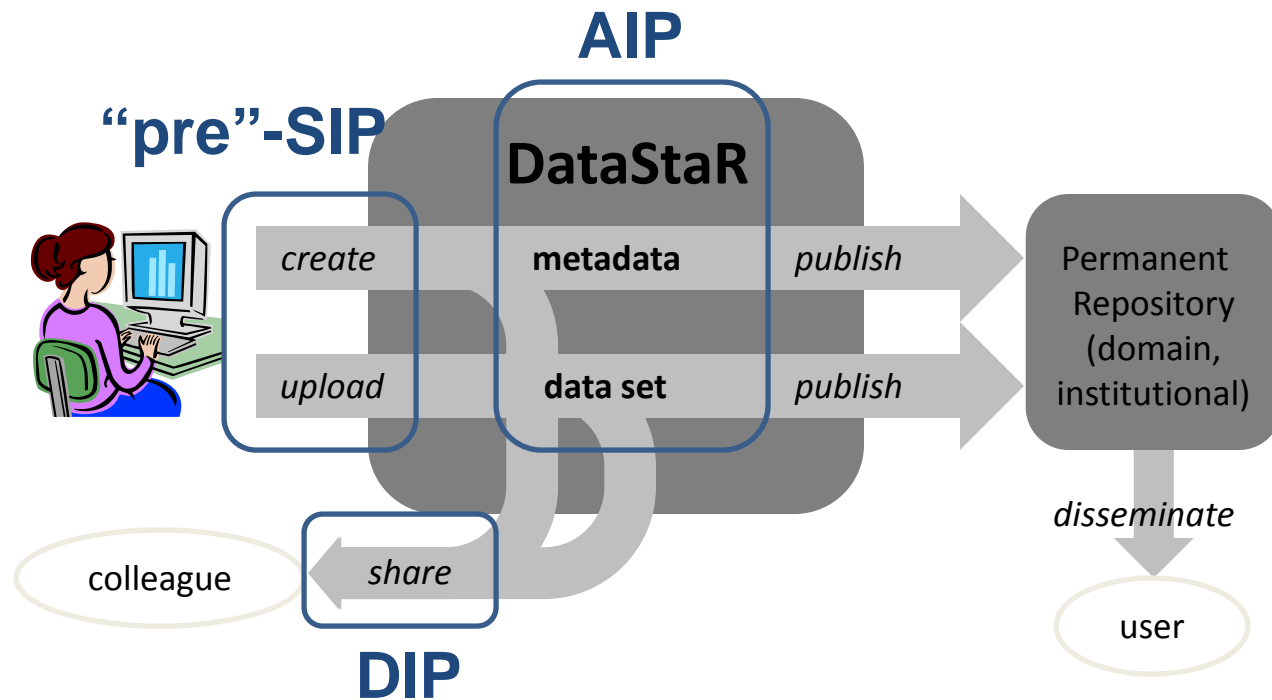 AIP
“pre”-SIP
DataStaR
create
metadata
publish
upload
data set
publish
Permanent
Repository
(domain,
institutional)
disseminate
share
colleague
user
DIP